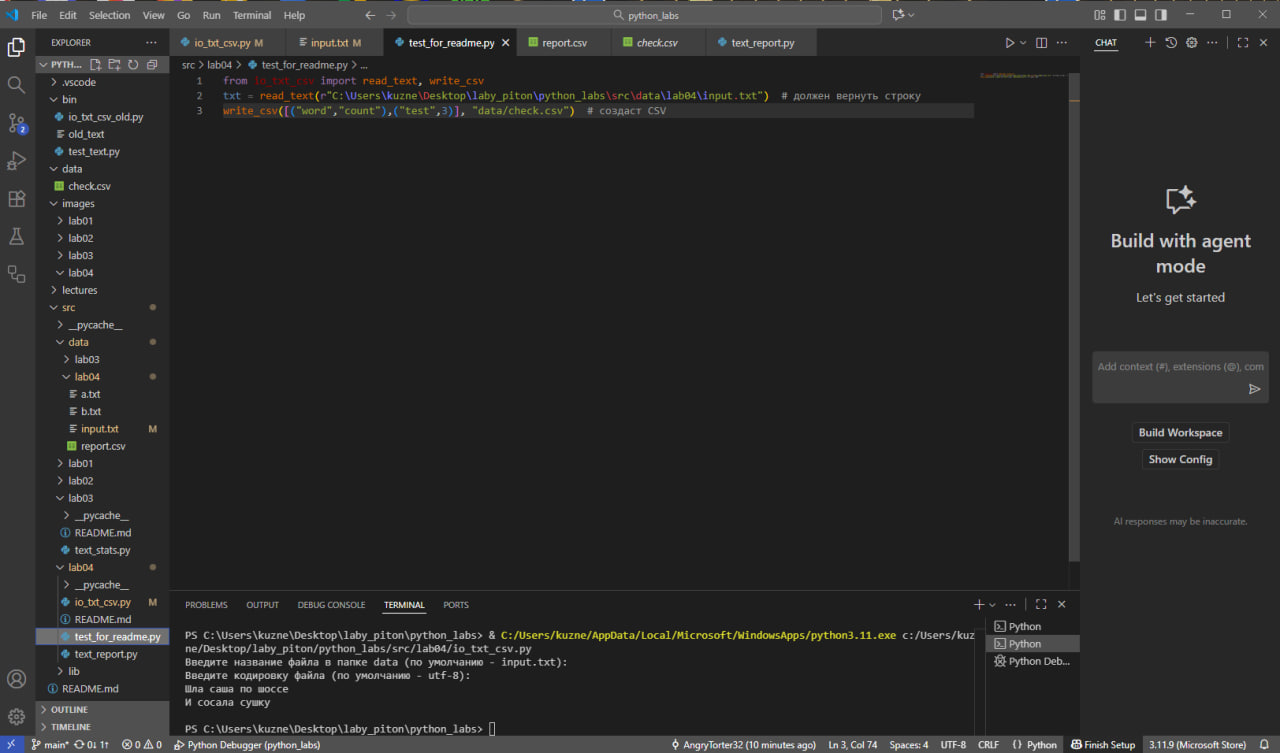 File Edit Selection View Go Run Terminal Help
python_labs
EXPLORER
PYTH...
.vscode
bin
io_txt_csv_old.py
old_text
test_text.py
data
check.csv
images
lab01
lab02
lab03
lab04
lectures
src
__pycache__
data
lab03
lab04
a.txt
b.txt
input.txt M
report.csv
lab01
lab02
lab03
__pycache__
README.md
text_stats.py
lab04
__pycache__
io_txt_csv.py M
README.md
test_for_readme.py
text_report.py
lib
README.md
OUTLINE
TIMELINE
2
io_txt_csv.py M input.txt M test_for_readme.py report.csv check.csv text_report.py
src > lab04 > test_for_readme.py > ...
1 from io_txt_csv import read_text, write_csv
2 txt = read_text(r"C:\Users\kuzne\Desktop\laby_piton\python_labs\src\data\lab04\input.txt")  # должен вернуть строку
3 write_csv([("word","count"),("test",3)], "data/check.csv")  # создаст CSV
PROBLEMS OUTPUT DEBUG CONSOLE TERMINAL PORTS
PS C:\Users\kuzne\Desktop\laby_piton\python_labs> & C:/Users/kuzne/AppData/Local/Microsoft/WindowsApps/python3.11.exe c:/Users/kuz
ne/Desktop/laby_piton/python_labs/src/lab04/io_txt_csv.py
Введите название файла в папке data (по умолчанию - input.txt):
Введите кодировку файла (по умолчанию - utf-8):
Шла саша по шоссе
И сосала сушку
PS C:\Users\kuzne\Desktop\laby_piton\python_labs>
Python
Python
Python Deb...
CHAT
Build with agent
mode
Let's get started
Add context (#), extensions (@), com
Build Workspace
Show Config
AI responses may be inaccurate.
main* 0↓ 1↑ 0 0 Python Debugger (python_labs) AngryTorter32 (10 minutes ago) Ln 3, Col 74 Spaces: 4 UTF-8 CRLF {} Python Finish Setup 3.11.9 (Microsoft Store)